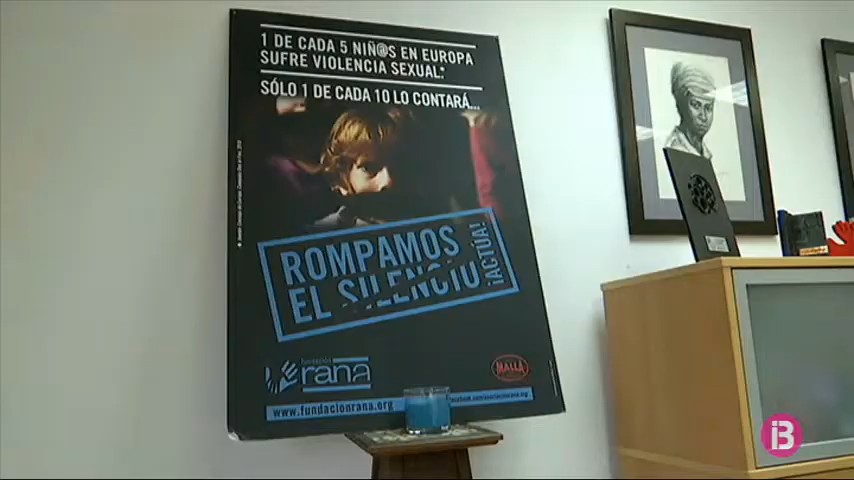 1 DE CADA 5 NIÑ@S EN EUROPA
SUFRE VIOLENCIA SEXUAL.*
SÓLO 1 DE CADA 10 LO CONTARÁ...
ROMPAMOS
EL SILENCIO
¡ACTÚA!
fundación
rana
MALLA
www.fundacionrana.org
iB